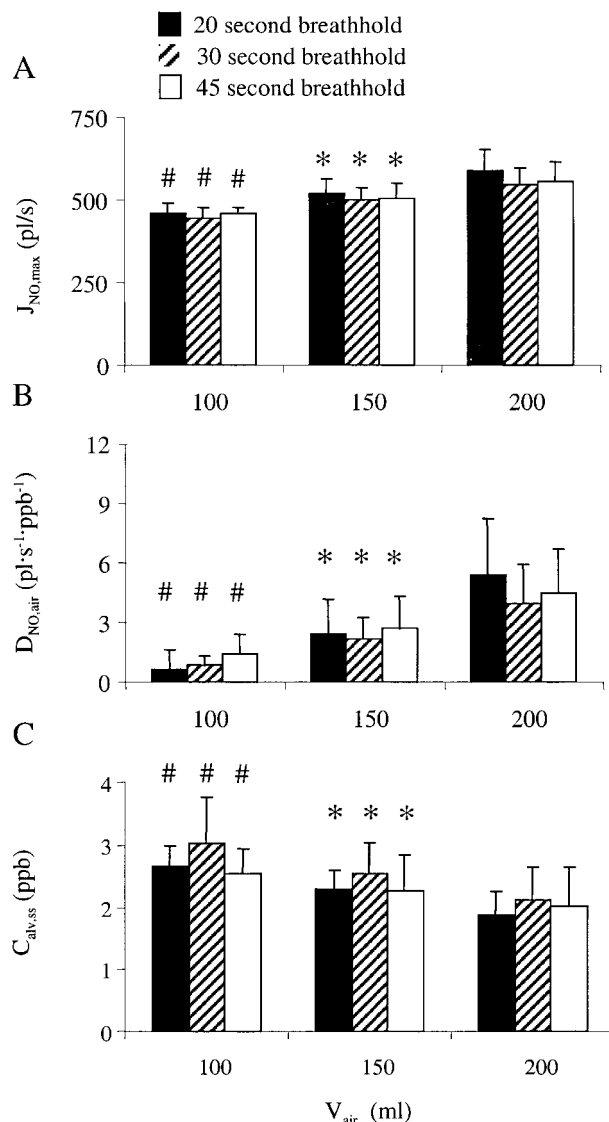 20 second breathhold
30 second breathhold
45 second breathhold
A
750
500
250
0
J_NO,max (pl/s)
# # #
* * *
100 150 200
B
12
9
6
3
0
D_NO,air (pl·s⁻¹·ppb⁻¹)
# # #
* * *
100 150 200
C
4
3
2
1
0
C_alv,ss (ppb)
# # #
* * *
100 150 200
V_air (ml)